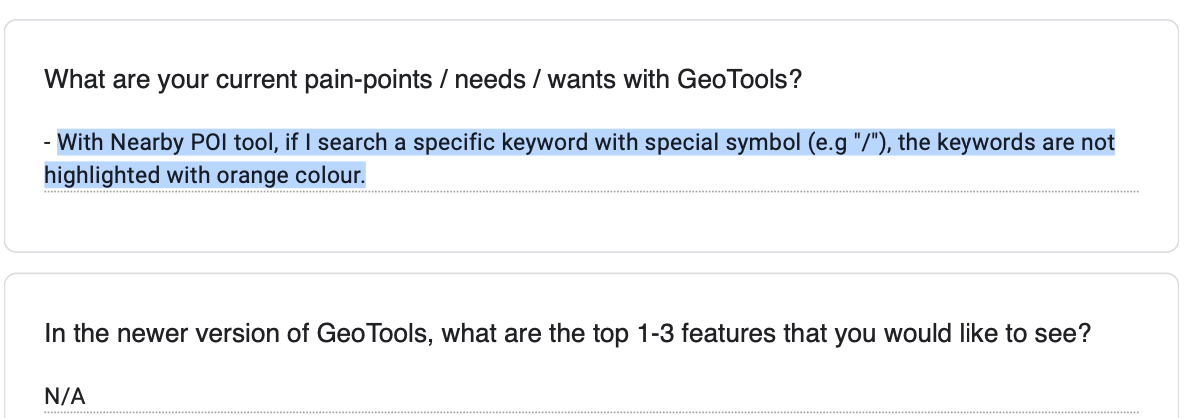 What are your current pain-points / needs / wants with GeoTools?
- With Nearby POI tool, if I search a specific keyword with special symbol (e.g "/"), the keywords are not
highlighted with orange colour.
In the newer version of GeoTools, what are the top 1-3 features that you would like to see?
N/A